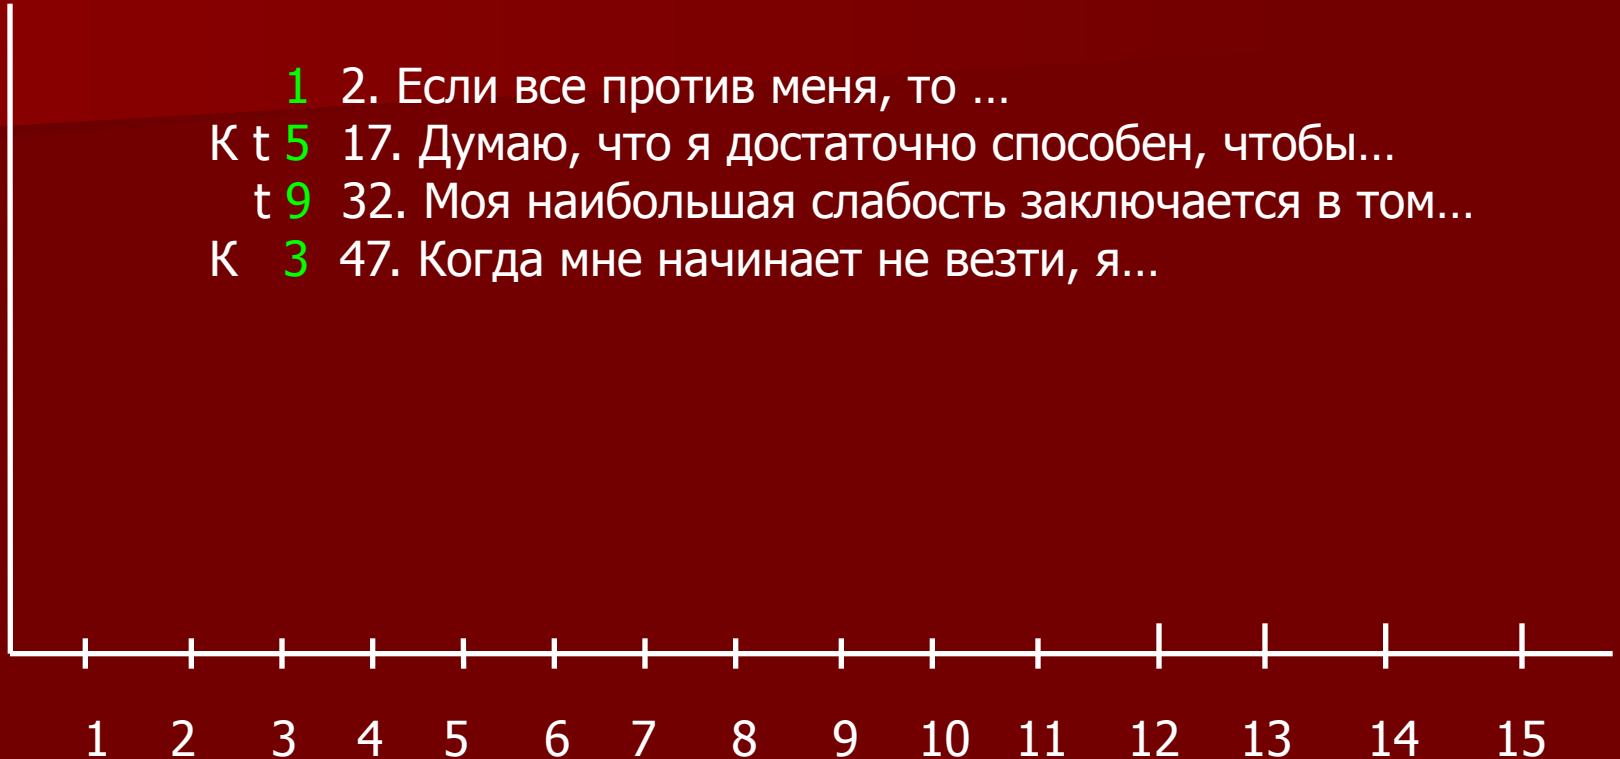 1 2. Если все против меня, то …
К t 5 17. Думаю, что я достаточно способен, чтобы…
t 9 32. Моя наибольшая слабость заключается в том…
К 3 47. Когда мне начинает не везти, я…
1 2 3 4 5 6 7 8 9 10 11 12 13 14 15